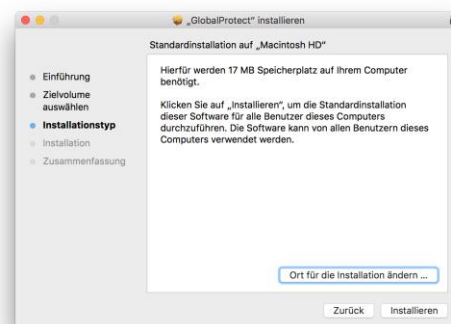 „GlobalProtect“ installieren
Standardinstallation auf „Macintosh HD“
Einführung
Zielvolume
auswählen
Installationstyp
Installation
Zusammenfassung
Hierfür werden 17 MB Speicherplatz auf Ihrem Computer
benötigt.
Klicken Sie auf „Installieren“, um die Standardinstallation
dieser Software für alle Benutzer dieses Computers
durchzuführen. Die Software kann von allen Benutzern dieses
Computers verwendet werden.
Ort für die Installation ändern ...
Zurück
Installieren